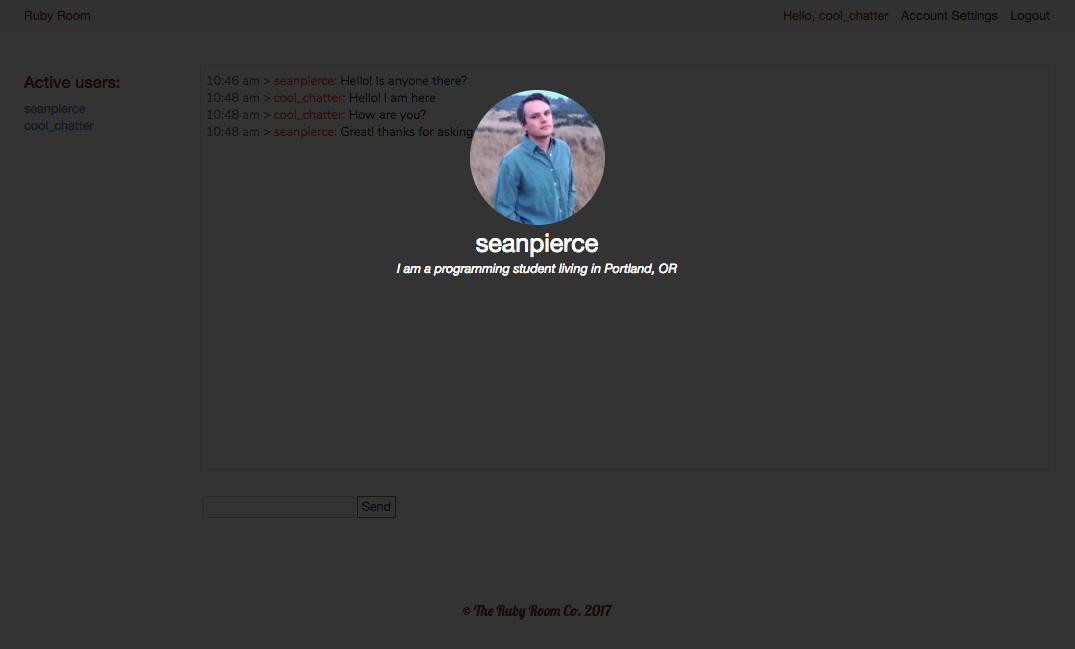 Ruby Room
Hello, cool_chatter Account Settings Logout
Active users:
seanpierce
cool_chatter
10:46 am > seanpierce: Hello! Is anyone there?
10:48 am > cool_chatter: Hello! I am here
10:48 am > cool_chatter: How are you?
10:48 am > seanpierce: Great! thanks for asking
seanpierce
I am a programming student living in Portland, OR
Send
© The Ruby Room Co. 2017